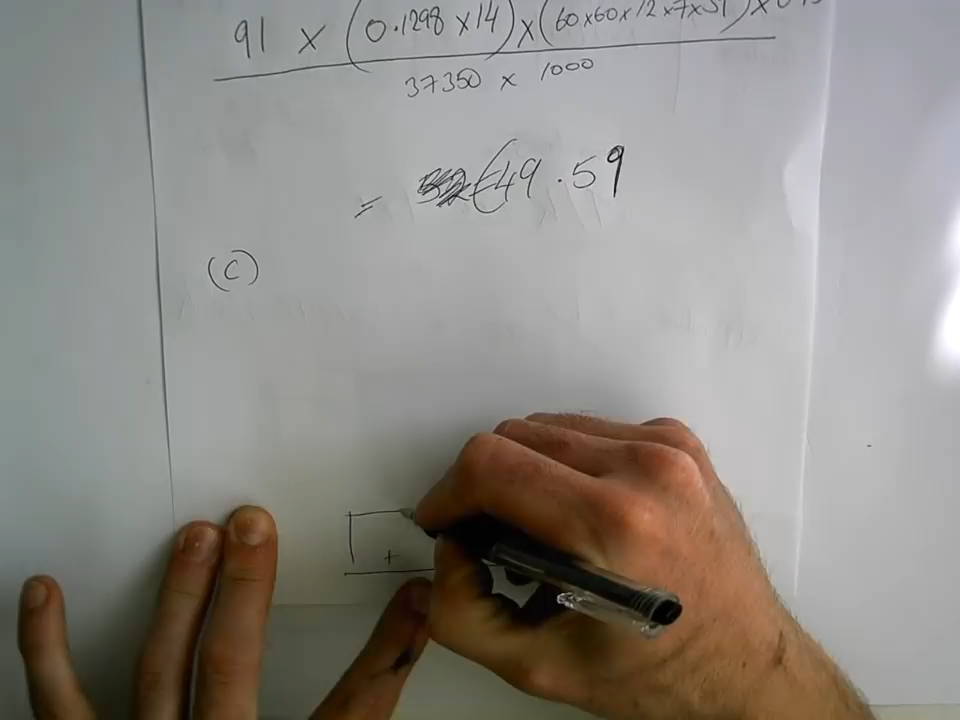 91 × (0.1298 × 14) × (60×60×12×7×51) ×
37350 × 1000
= €49.59
(C)
+